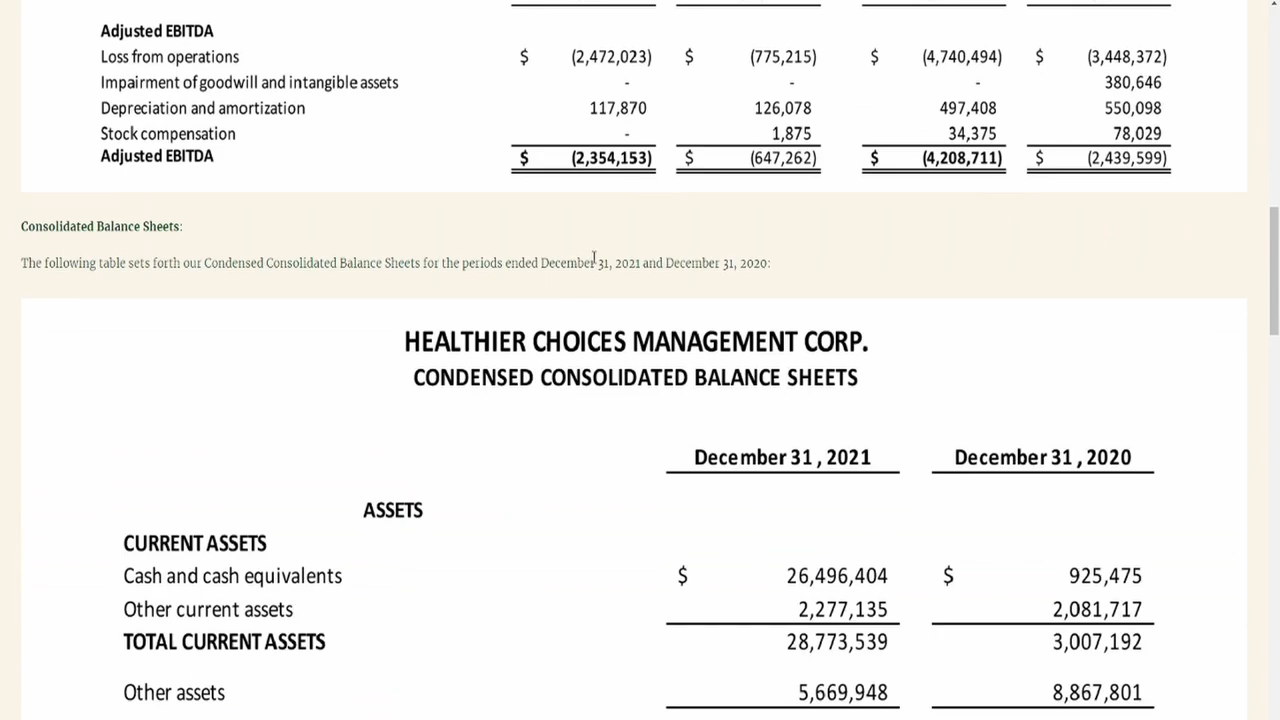 Adjusted EBITDA
Loss from operations $ (2,472,023) $ (775,215) $ (4,740,494) $ (3,448,372)
Impairment of goodwill and intangible assets - - - 380,646
Depreciation and amortization 117,870 126,078 497,408 550,098
Stock compensation - 1,875 34,375 78,029
Adjusted EBITDA $ (2,354,153) $ (647,262) $ (4,208,711) $ (2,439,599)
Consolidated Balance Sheets:
The following table sets forth our Condensed Consolidated Balance Sheets for the periods ended December 31, 2021 and December 31, 2020:
HEALTHIER CHOICES MANAGEMENT CORP.
CONDENSED CONSOLIDATED BALANCE SHEETS
December 31, 2021 December 31, 2020
ASSETS
CURRENT ASSETS
Cash and cash equivalents $ 26,496,404 $ 925,475
Other current assets 2,277,135 2,081,717
TOTAL CURRENT ASSETS 28,773,539 3,007,192
Other assets 5,669,948 8,867,801